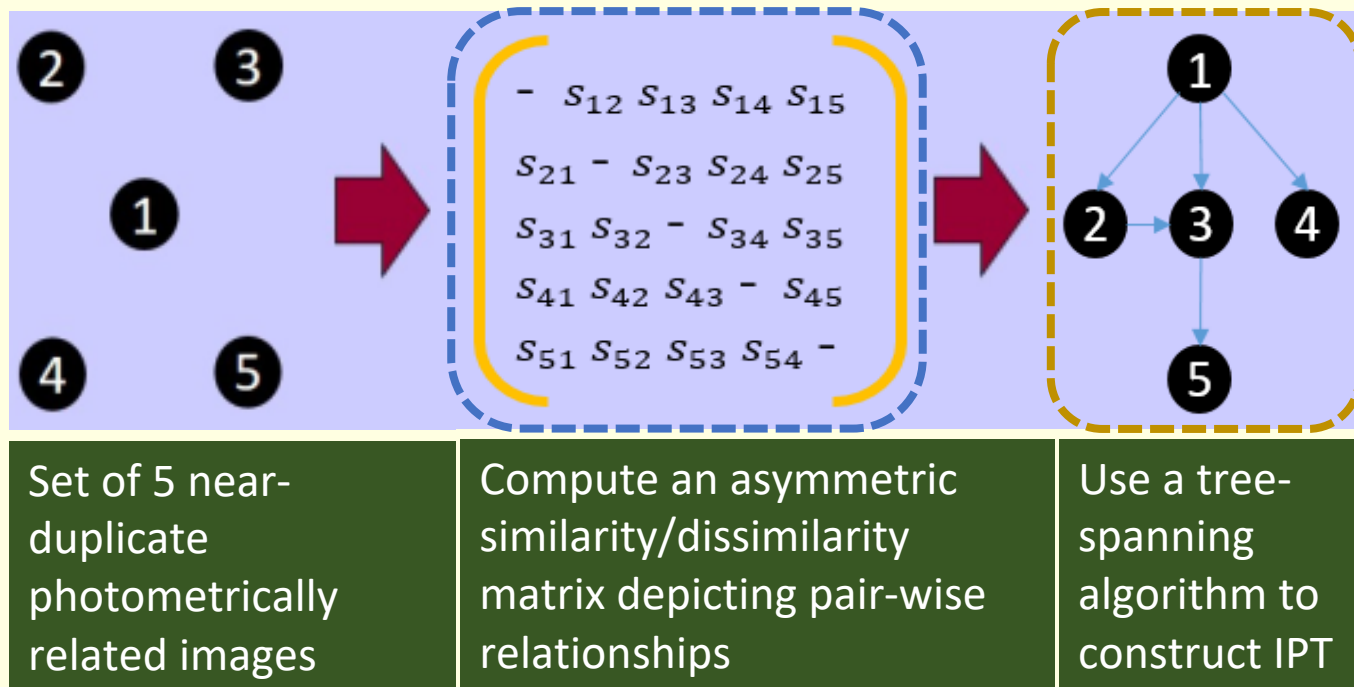 2 3
1
4 5
- s12 s13 s14 s15
s21 - s23 s24 s25
s31 s32 - s34 s35
s41 s42 s43 - s45
s51 s52 s53 s54 -
1
2 3 4
5
Set of 5 near-
duplicate
photometrically
related images
Compute an asymmetric
similarity/dissimilarity
matrix depicting pair-wise
relationships
Use a tree-
spanning
algorithm to
construct IPT